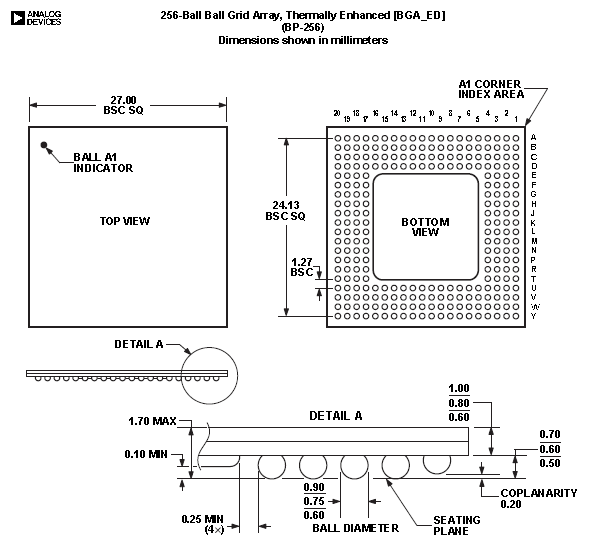 ANALOG
DEVICES
256-Ball Ball Grid Array, Thermally Enhanced [BGA_ED]
(BP-256)
Dimensions shown in millimeters
27.00
BSC SQ
A1 CORNER
INDEX AREA
20 18 16 14 12 10 8 6 4 2
19 17 15 13 11 9 7 5 3 1
BALL A1
INDICATOR
TOP VIEW
24.13
BSC SQ
1.27
BSC
BOTTOM
VIEW
A
B
C
D
E
F
G
H
J
K
L
M
N
P
R
T
U
V
W
Y
DETAIL A
DETAIL A
1.70 MAX
0.10 MIN
0.25 MIN
(4×)
0.90
0.75
0.60
BALL DIAMETER
1.00
0.80
0.60
0.70
0.60
0.50
COPLANARITY
0.20
SEATING
PLANE